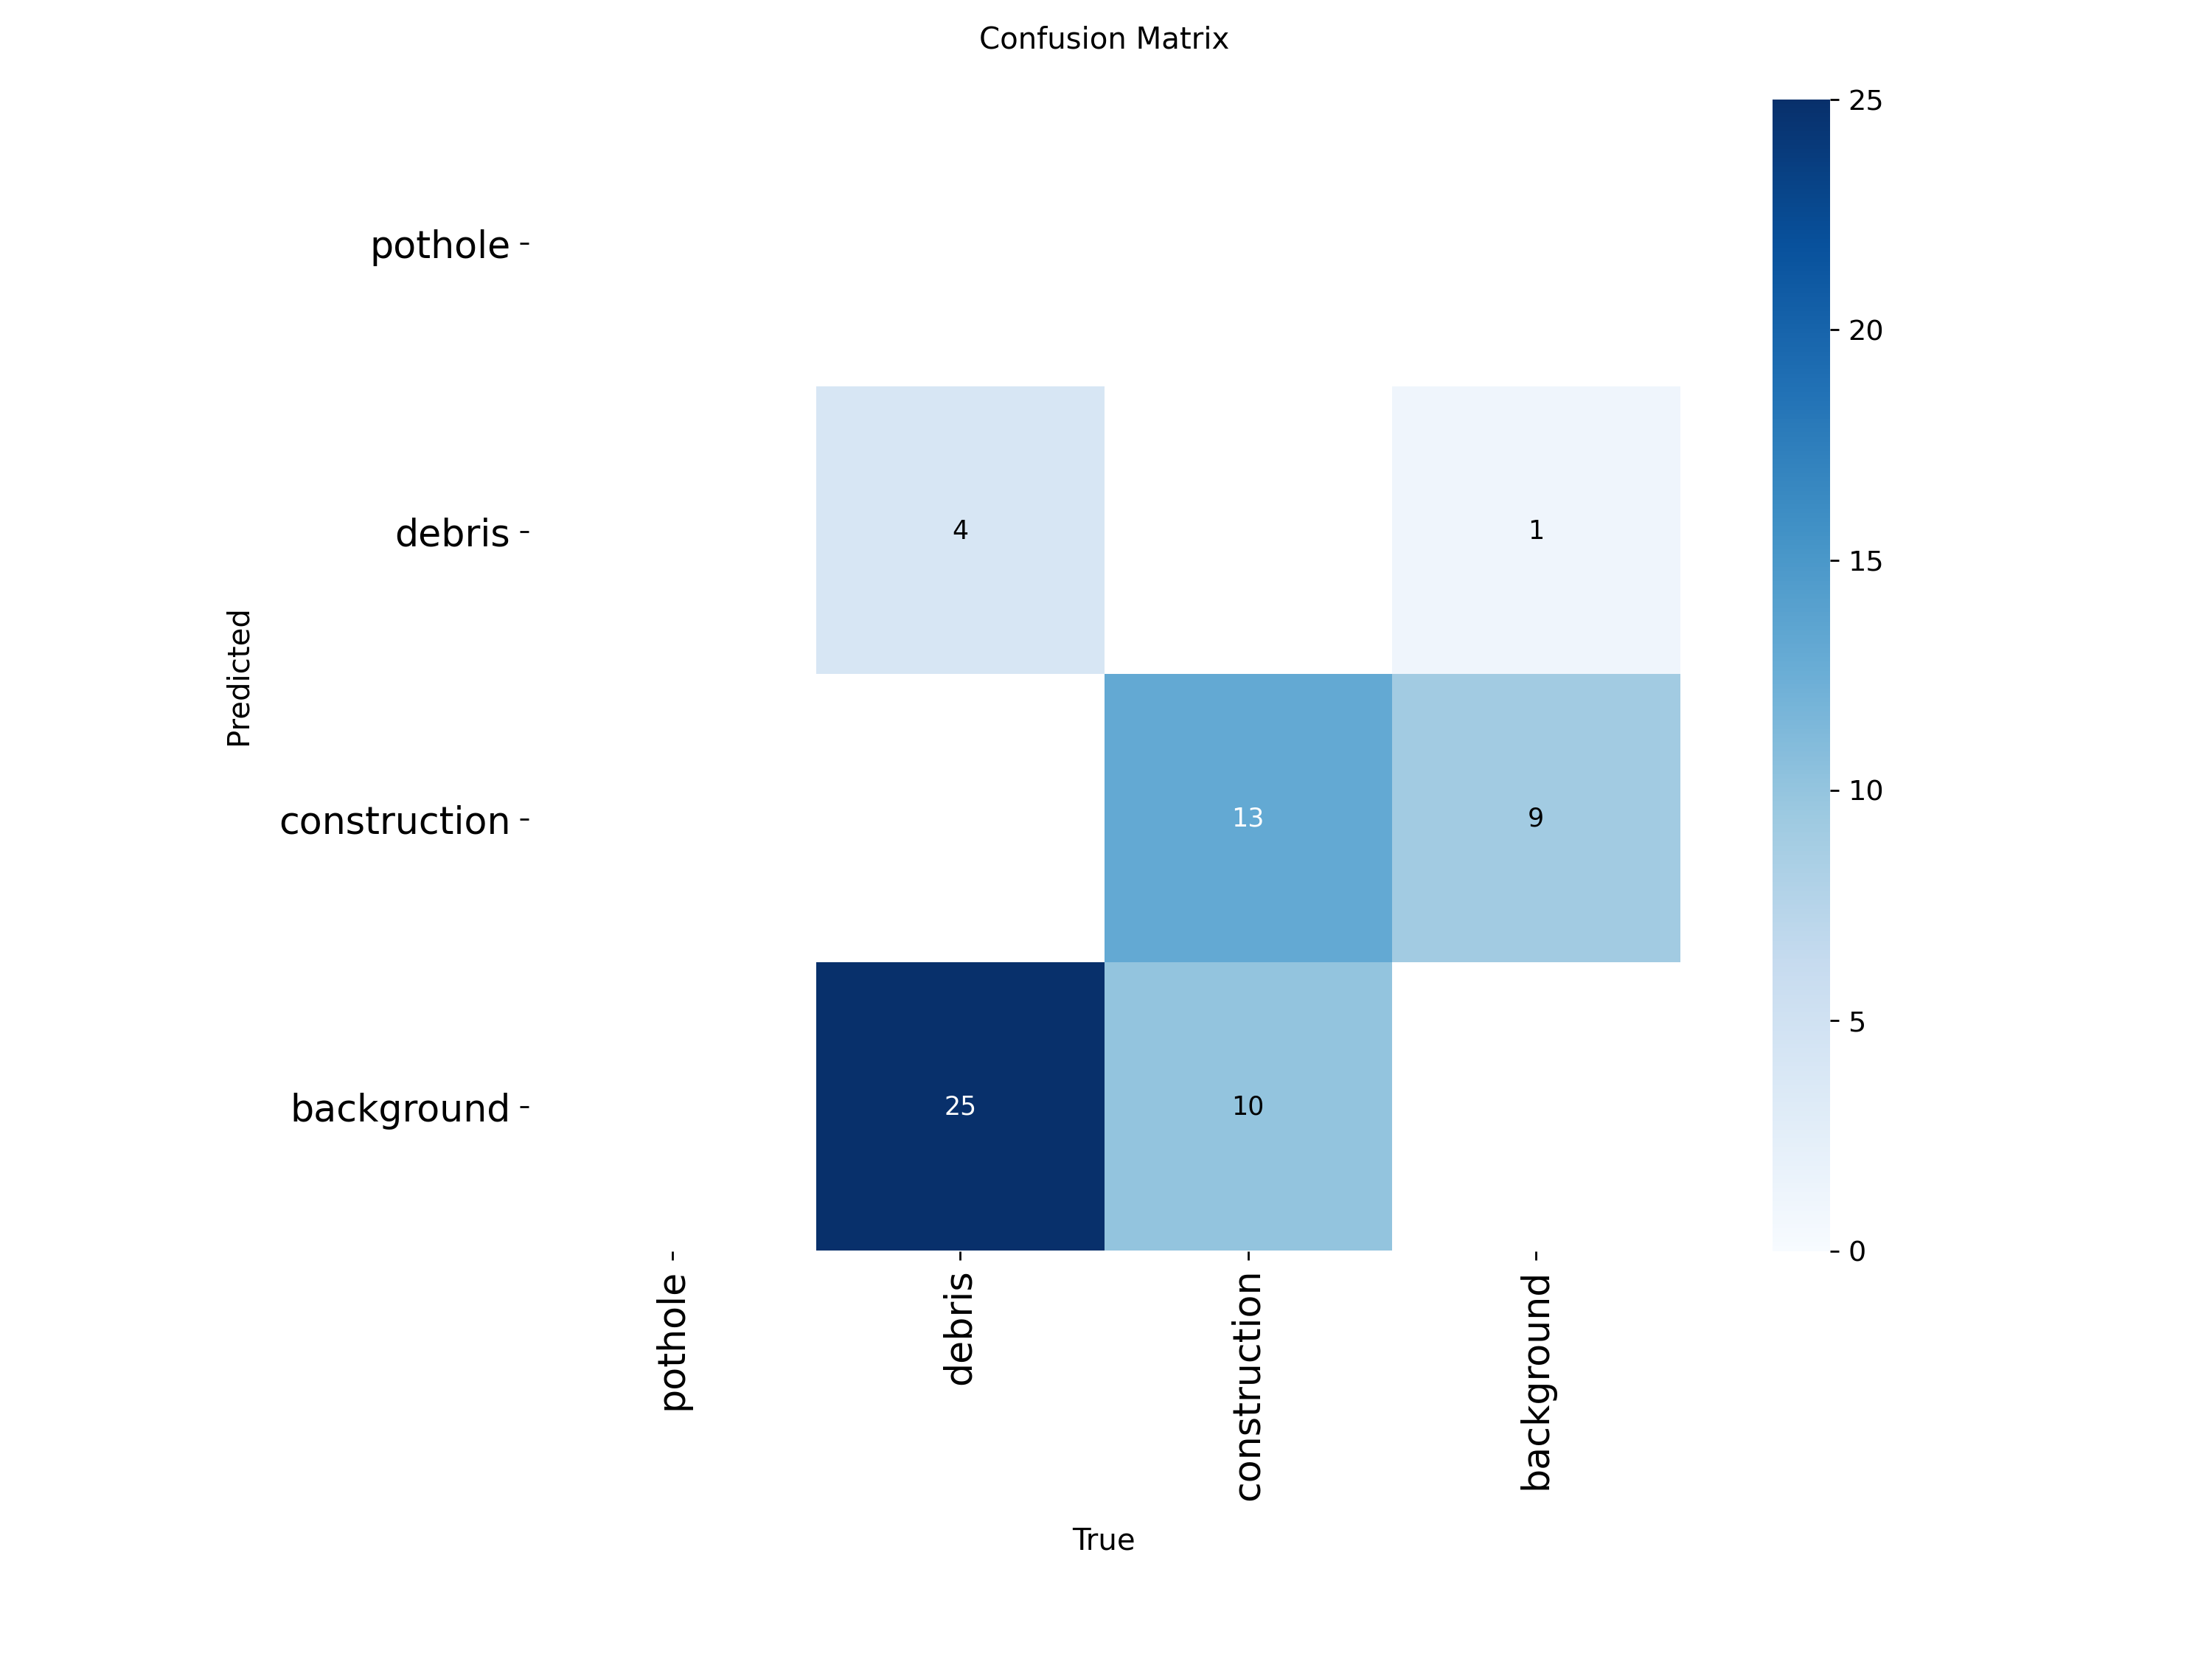 Confusion Matrix
25
20
15
10
5
0
Predicted
pothole
debris
construction
background
4
1
13
9
25
10
pothole
debris
construction
background
True